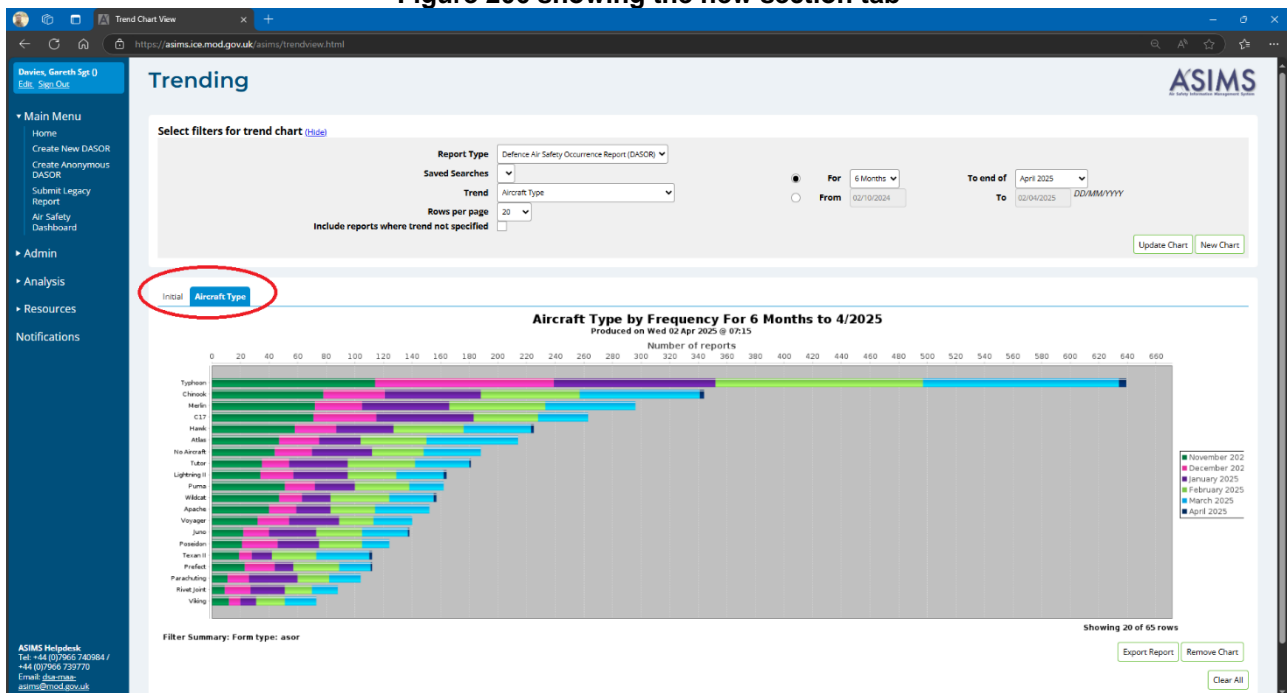 Figure 206 showing the new section tab
Trend Chart View
https://asims.ice.mod.gov.uk/asims/trendview.html
Davies, Gareth Sgt ()
Edit Sign Out
Main Menu
Home
Create New DASOR
Create Anonymous
DASOR
Submit Legacy
Report
Air Safety
Dashboard
Admin
Analysis
Resources
Notifications
ASIMS Helpdesk
Tel: +44 (0)7966 740984 /
+44 (0)7966 739770
Email: dsa-maa-
asims@mod.gov.uk
Trending
ASIMS
Air Safety Information Management System
Select filters for trend chart (Hide)
Report Type Defence Air Safety Occurrence Report (DASOR)
Saved Searches
Trend Aircraft Type
Rows per page 20
Include reports where trend not specified
For 6 Months To end of April 2025
From 02/10/2024 To 02/04/2025 DD/MM/YYYY
Update Chart New Chart
Initial Aircraft Type
Aircraft Type by Frequency For 6 Months to 4/2025
Produced on Wed 02 Apr 2025 @ 07:15
Number of reports
0 20 40 60 80 100 120 140 160 180 200 220 240 260 280 300 320 340 360 380 400 420 440 460 480 500 520 540 560 580 600 620 640 660
Typhoon
Chinook
Merlin
C17
Hawk
Atlas
No Aircraft
Tutor
Lightning II
Puma
Wildcat
Apache
Voyager
Juno
Poseidon
Texan II
Prefect
Parachuting
Rivet Joint
Viking
November 202
December 202
January 2025
February 2025
March 2025
April 2025
Showing 20 of 65 rows
Filter Summary: Form type: asor
Export Report Remove Chart
Clear All